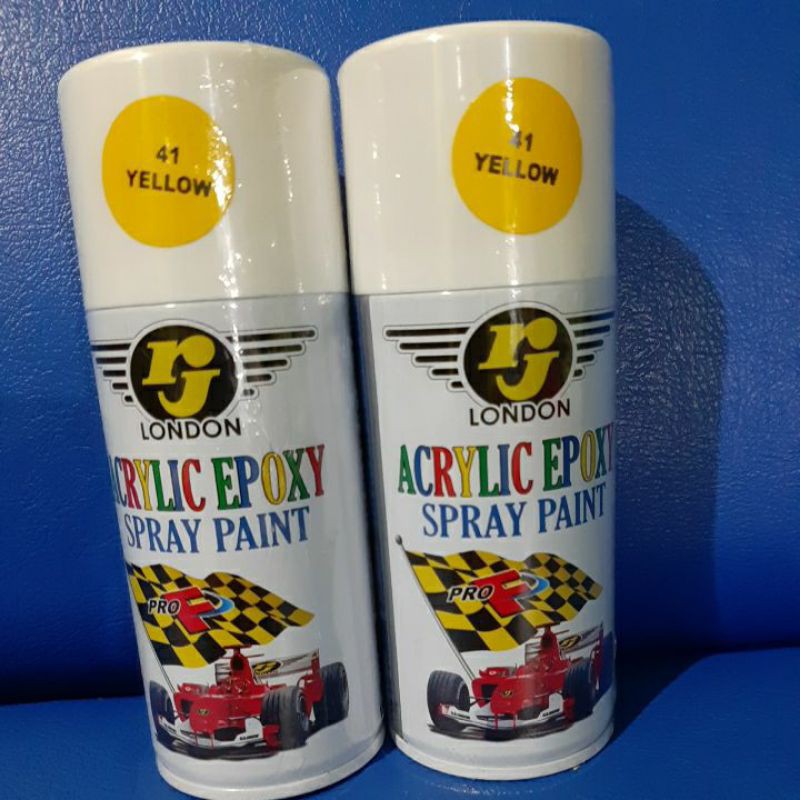 41
YELLOW
rj
LONDON
ACRYLIC EPOXY
SPRAY PAINT
PRO F
41
YELLOW
rj
LONDON
ACRYLIC EPOXY
SPRAY PAINT
PRO F